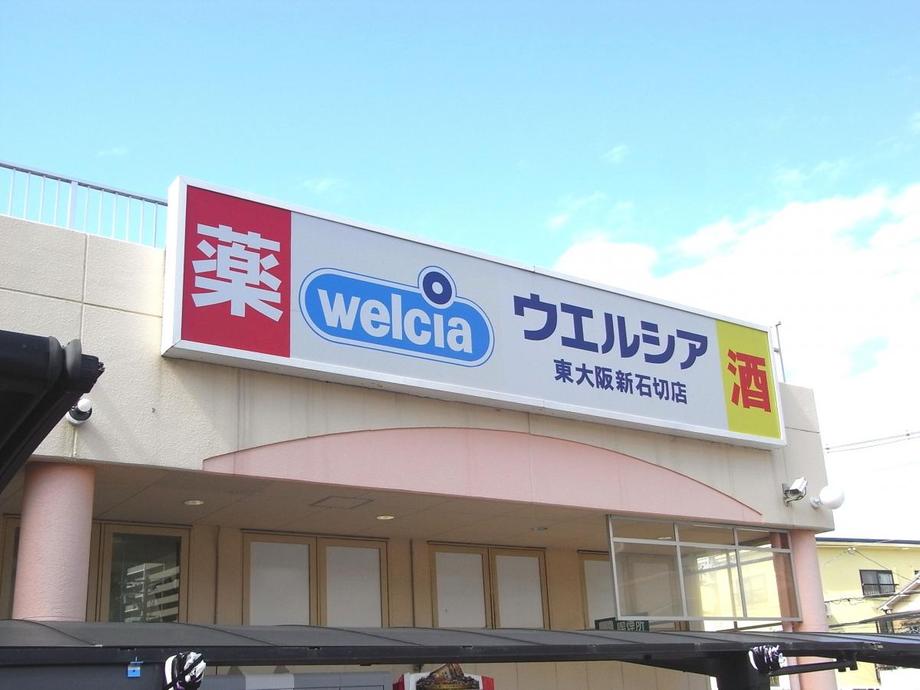 薬
welcia
ウエルシア
東大阪新石切店
酒